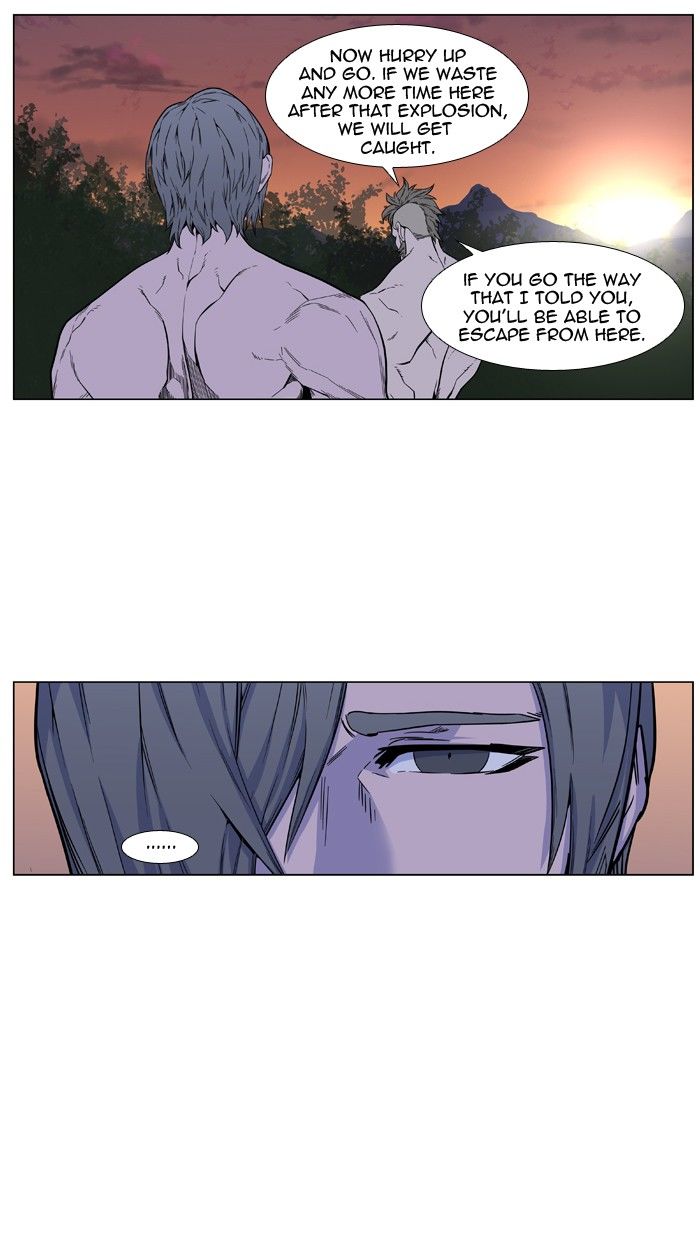 NOW HURRY UP
AND GO. IF WE WASTE
ANY MORE TIME HERE
AFTER THAT EXPLOSION,
WE WILL GET
CAUGHT.
IF YOU GO THE WAY
THAT I TOLD YOU,
YOU'LL BE ABLE TO
ESCAPE FROM HERE.
......